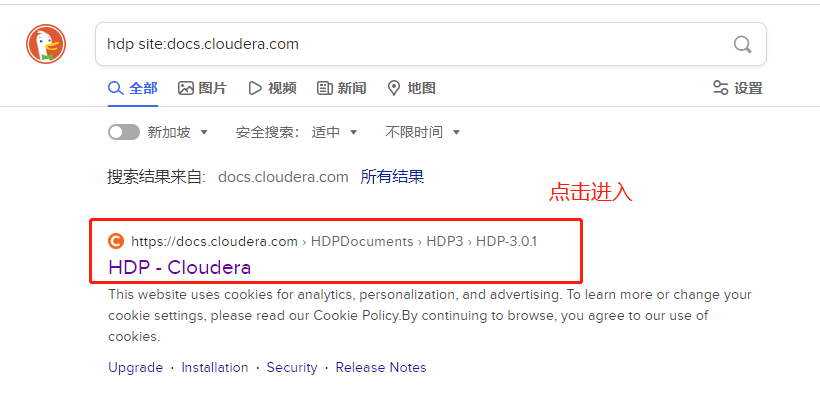 hdp site:docs.cloudera.com
全部 图片 视频 新闻 地图 设置
新加坡 安全搜索： 适中 不限时间
搜索结果来自: docs.cloudera.com 所有结果
点击进入
https://docs.cloudera.com › HDPDocuments › HDP3 › HDP-3.0.1
HDP - Cloudera
This website uses cookies for analytics, personalization, and advertising. To learn more or change your
cookie settings, please read our Cookie Policy.By continuing to browse, you agree to our use of
cookies.
Upgrade · Installation · Security · Release Notes